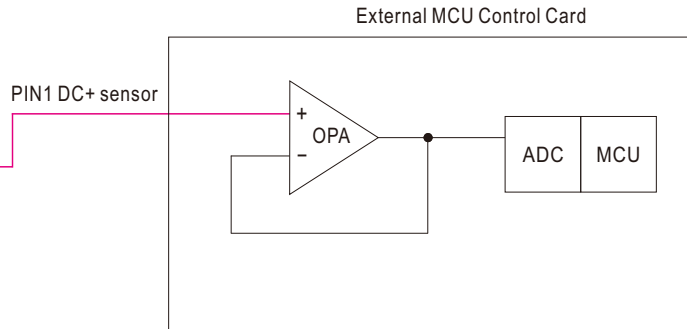 External MCU Control Card
PIN1 DC+ sensor
+
OPA
−
ADC
MCU